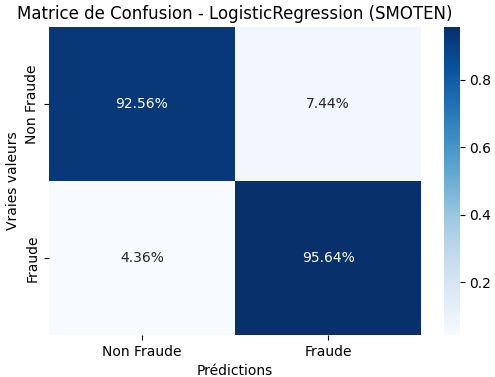 Matrice de Confusion - LogisticRegression (SMOTEN)
Vraies valeurs
Non Fraude
Fraude
92.56%
7.44%
4.36%
95.64%
Non Fraude
Fraude
Prédictions
0.8
0.6
0.4
0.2